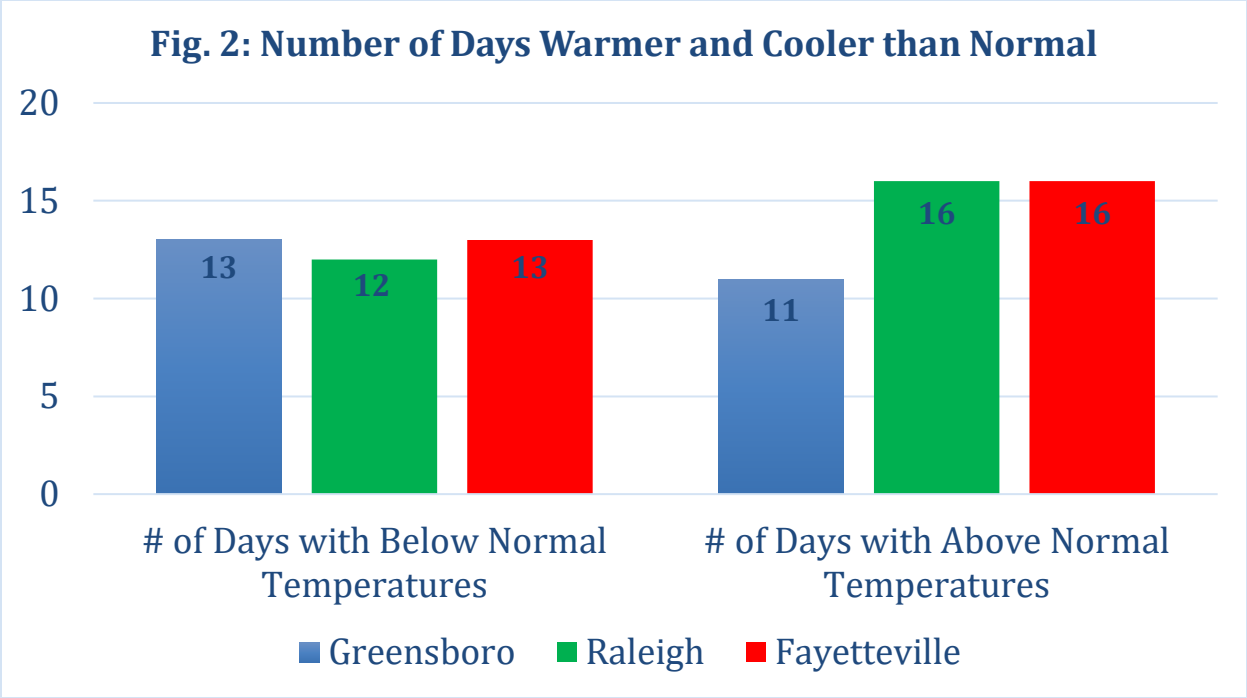 Fig. 2: Number of Days Warmer and Cooler than Normal
20
15
10
5
0
13
12
13
11
16
16
# of Days with Below Normal
Temperatures
# of Days with Above Normal
Temperatures
Greensboro Raleigh Fayetteville